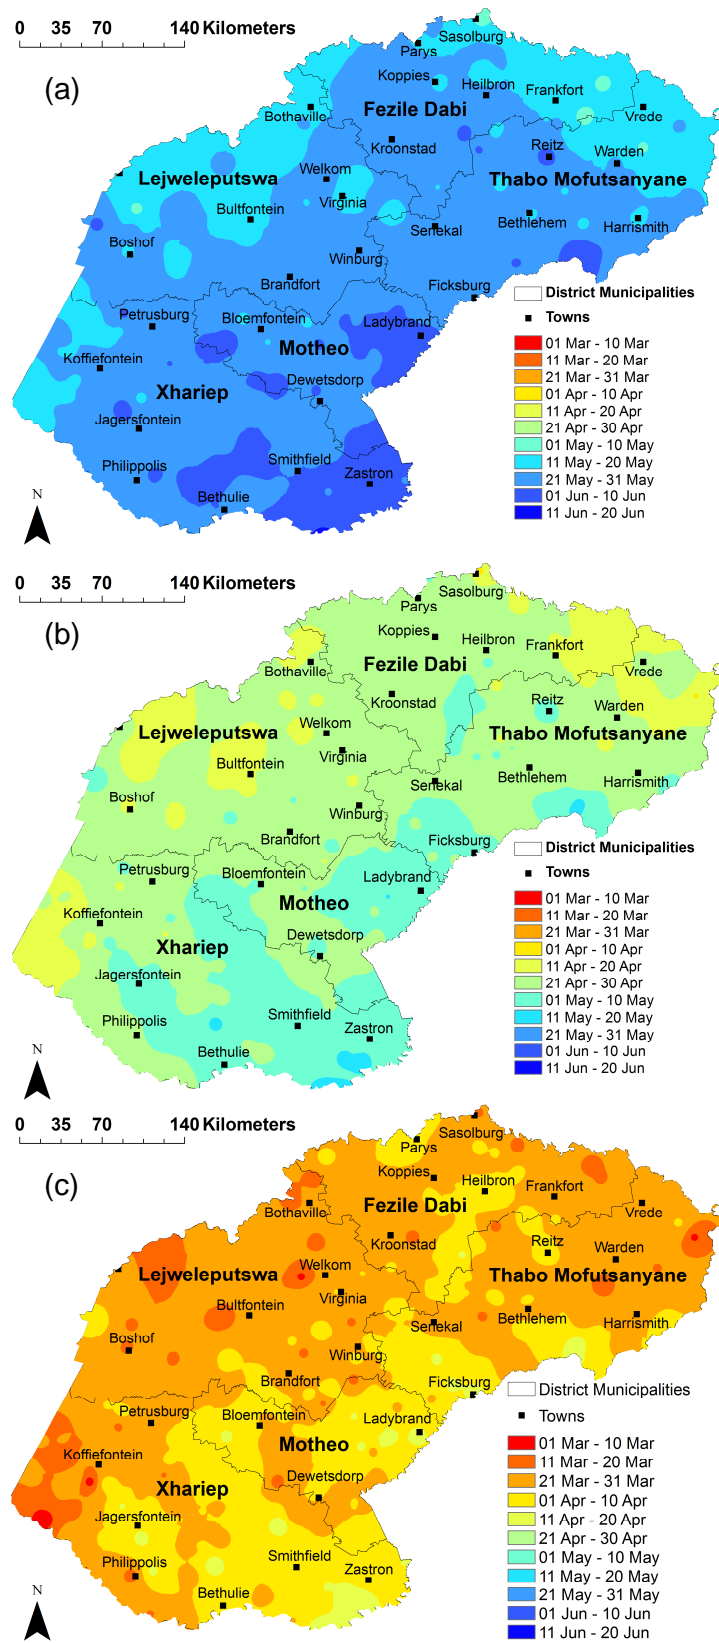 0 35 70 140 Kilometers
(a)
Sasolburg
Parys
Koppies
Heilbron
Frankfort
Fezile Dabi
Bothaville
Vrede
Kroonstad
Reitz
Warden
Welkom
Lejweleputswa
Thabo Mofutsanyane
Virginia
Bultfontein
Bethlehem
Harrismith
Senekal
Boshof
Winburg
Brandfort
Ficksburg
District Municipalities
Petrusburg
Bloemfontein
Ladybrand
Towns
Motheo
01 Mar - 10 Mar
Koffiefontein
11 Mar - 20 Mar
Dewetsdorp
21 Mar - 31 Mar
Xhariep
01 Apr - 10 Apr
11 Apr - 20 Apr
Jagersfontein
21 Apr - 30 Apr
01 May - 10 May
Philippolis
Smithfield
11 May - 20 May
Zastron
21 May - 31 May
Bethulie
01 Jun - 10 Jun
N
11 Jun - 20 Jun
0 35 70 140 Kilometers
(b)
Sasolburg
Parys
Koppies
Heilbron
Frankfort
Fezile Dabi
Bothaville
Vrede
Kroonstad
Reitz
Warden
Welkom
Lejweleputswa
Thabo Mofutsanyane
Virginia
Bultfontein
Bethlehem
Harrismith
Senekal
Boshof
Winburg
Brandfort
Ficksburg
District Municipalities
Petrusburg
Bloemfontein
Ladybrand
Towns
Motheo
01 Mar - 10 Mar
Koffiefontein
11 Mar - 20 Mar
Dewetsdorp
21 Mar - 31 Mar
Xhariep
01 Apr - 10 Apr
11 Apr - 20 Apr
Jagersfontein
21 Apr - 30 Apr
01 May - 10 May
Philippolis
Smithfield
11 May - 20 May
Zastron
21 May - 31 May
Bethulie
01 Jun - 10 Jun
N
11 Jun - 20 Jun
0 35 70 140 Kilometers
(c)
Sasolburg
Parys
Koppies
Heilbron
Frankfort
Fezile Dabi
Bothaville
Vrede
Kroonstad
Reitz
Warden
Welkom
Lejweleputswa
Thabo Mofutsanyane
Virginia
Bultfontein
Bethlehem
Harrismith
Senekal
Boshof
Winburg
Brandfort
Ficksburg
District Municipalities
Petrusburg
Bloemfontein
Ladybrand
Towns
Motheo
01 Mar - 10 Mar
Koffiefontein
11 Mar - 20 Mar
Dewetsdorp
21 Mar - 31 Mar
Xhariep
01 Apr - 10 Apr
Jagersfontein
11 Apr - 20 Apr
21 Apr - 30 Apr
Philippolis
Smithfield
01 May - 10 May
Zastron
11 May - 20 May
Bethulie
21 May - 31 May
N
01 Jun - 10 Jun
11 Jun - 20 Jun